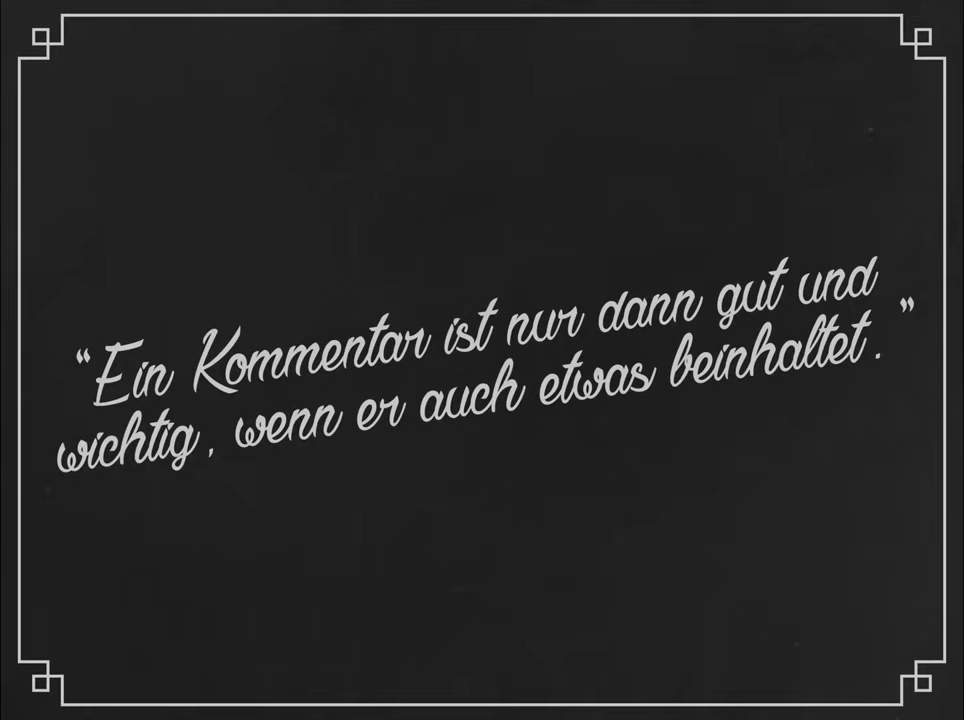 “Ein Kommentar ist nur dann gut und
wichtig, wenn er auch etwas beinhaltet.”